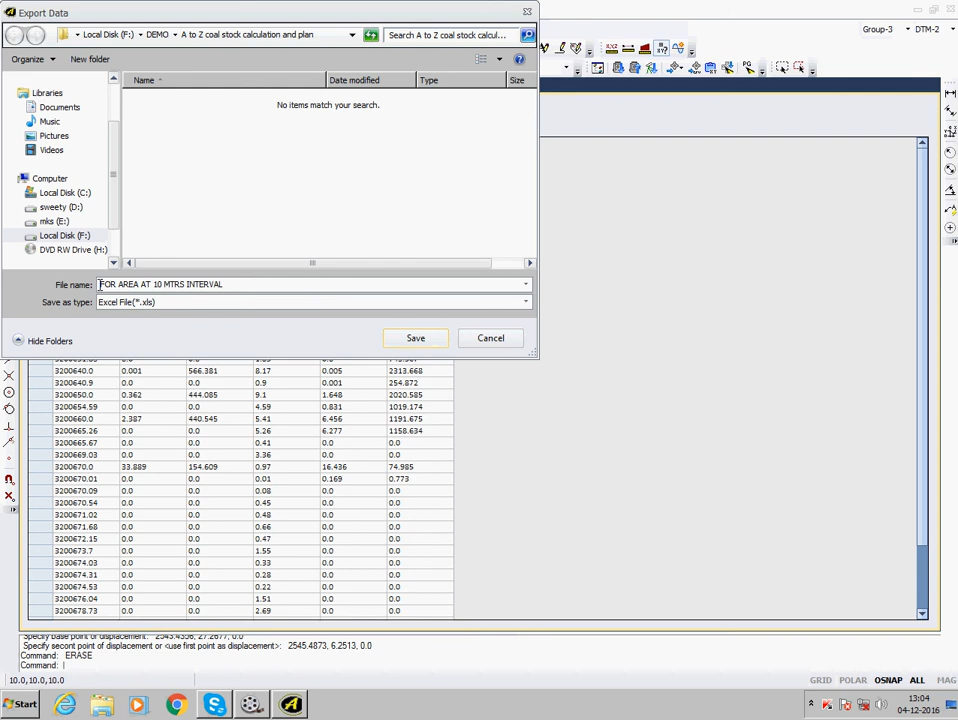 Export Data
Local Disk (F:) DEMO A to Z coal stock calculation and plan Search A to Z coal stock calcul...
Group-3 DTM-2
Organize New folder
Name Date modified Type Size
No items match your search.
Libraries
Documents
Music
Pictures
Videos
Computer
Local Disk (C:)
sweety (D:)
mks (E:)
Local Disk (F:)
DVD RW Drive (H:)
File name: FOR AREA AT 10 MTRS INTERVAL
Save as type: Excel File(*.xls)
Hide Folders Save Cancel
3200640.0 0.001 566.381 8.17 0.005 2313.668
3200640.9 0.0 0.0 0.9 0.001 254.872
3200650.0 0.362 444.085 9.1 1.648 2020.585
3200654.59 0.0 0.0 4.59 0.831 1019.174
3200660.0 2.387 440.545 5.41 6.456 1191.675
3200665.26 0.0 0.0 5.26 6.277 1158.634
3200665.67 0.0 0.0 0.41 0.0 0.0
3200669.03 0.0 0.0 3.36 0.0 0.0
3200670.0 33.889 154.609 0.97 16.436 74.985
3200670.01 0.0 0.0 0.01 0.169 0.773
3200670.09 0.0 0.0 0.08 0.0 0.0
3200670.54 0.0 0.0 0.45 0.0 0.0
3200671.02 0.0 0.0 0.48 0.0 0.0
3200671.68 0.0 0.0 0.66 0.0 0.0
3200672.15 0.0 0.0 0.47 0.0 0.0
3200673.7 0.0 0.0 1.55 0.0 0.0
3200674.03 0.0 0.0 0.33 0.0 0.0
3200674.31 0.0 0.0 0.28 0.0 0.0
3200674.53 0.0 0.0 0.22 0.0 0.0
3200676.04 0.0 0.0 1.51 0.0 0.0
3200678.73 0.0 0.0 2.69 0.0 0.0
Specify secont point of displacement or <use first point as displacement>: 2545.4873, 6.2513, 0.0
Command: ERASE
Command:
10.0,10.0,10.0 GRID POLAR OSNAP ALL MAG
Start 13:04
04-12-2016